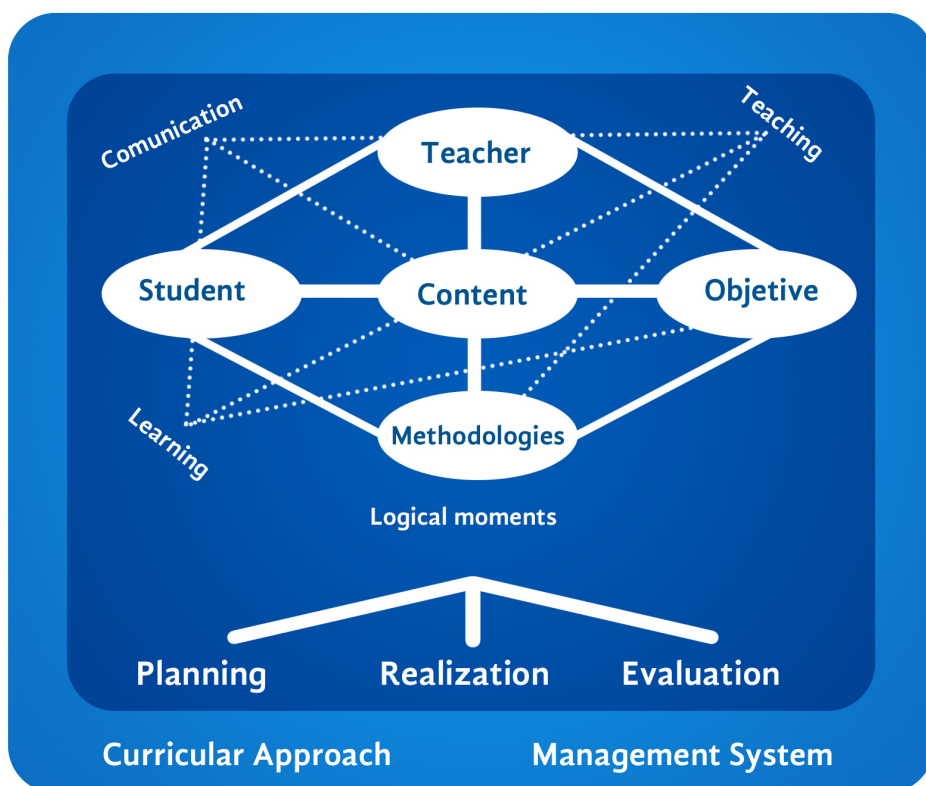 Comunication
Teaching
Teacher
Student
Content
Objetive
Learning
Methodologies
Logical moments
Planning
Realization
Evaluation
Curricular Approach
Management System